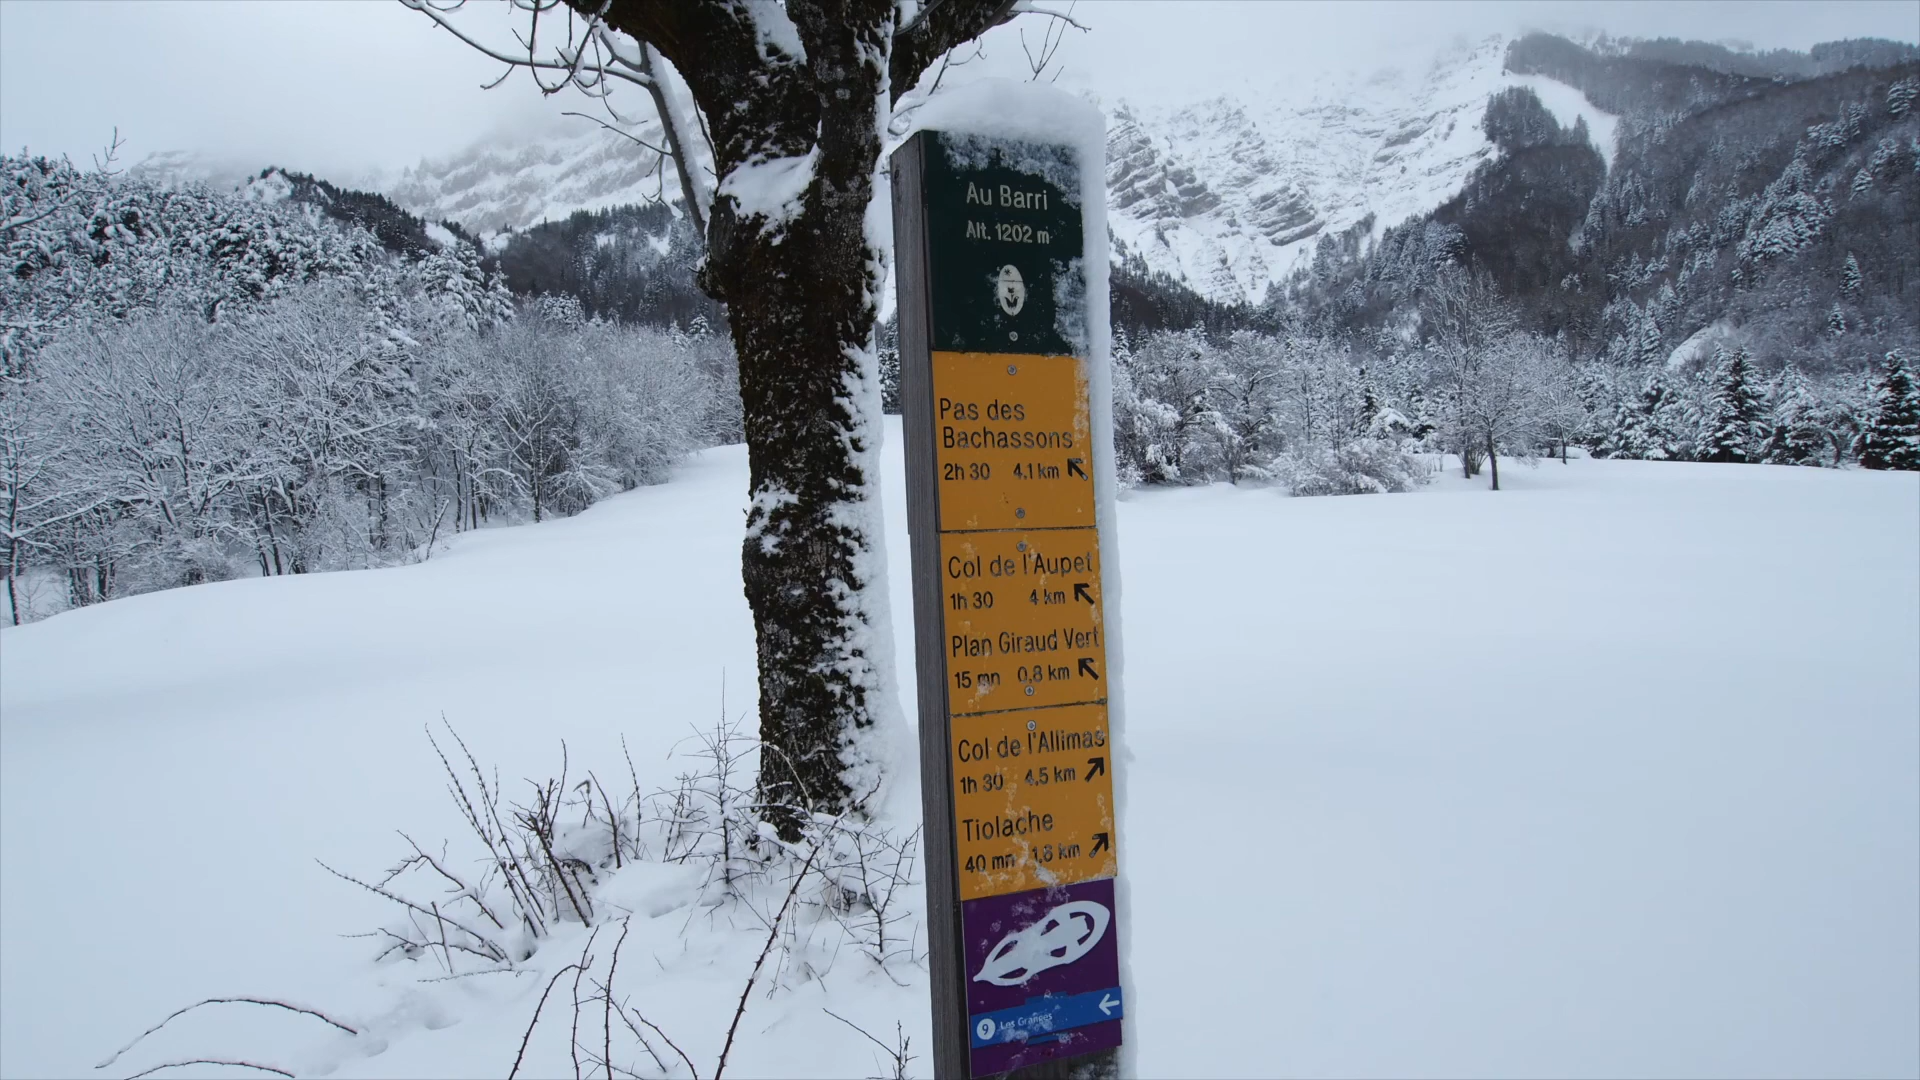 Au Barri
Alt. 1202 m
Pas des
Bachassons
2h 30 4.1 km
Col de l'Aupet
1h 30 4 km
Plan Giraud Vert
15 mn 0,8 km
Col de l'Allimas
1h 30 4,5 km
Tiolache
40 mn 1,8 km
9 Les Granges